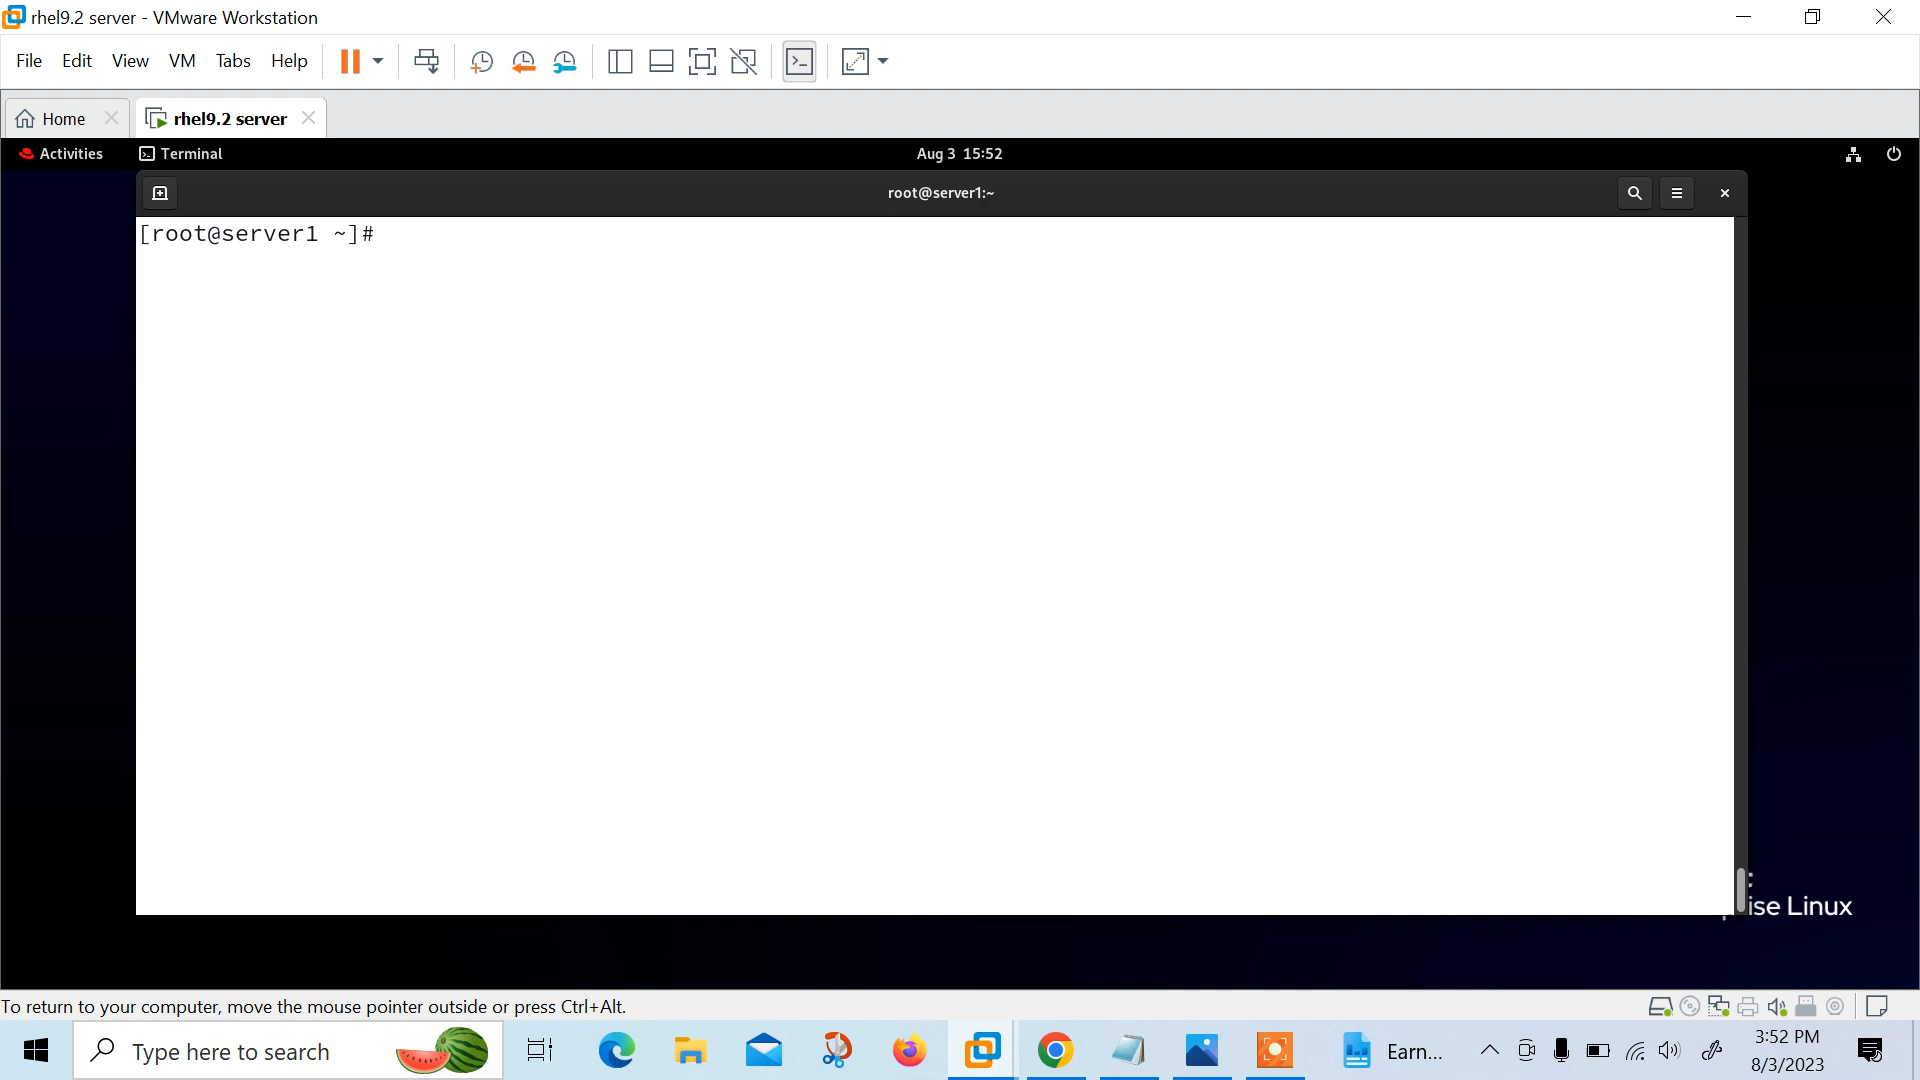 rhel9.2 server - VMware Workstation
File Edit View VM Tabs Help
Home rhel9.2 server
Activities Terminal Aug 3 15:52
root@server1:~
[root@server1 ~]#
ise Linux
To return to your computer, move the mouse pointer outside or press Ctrl+Alt.
Type here to search
Earn...
3:52 PM
8/3/2023